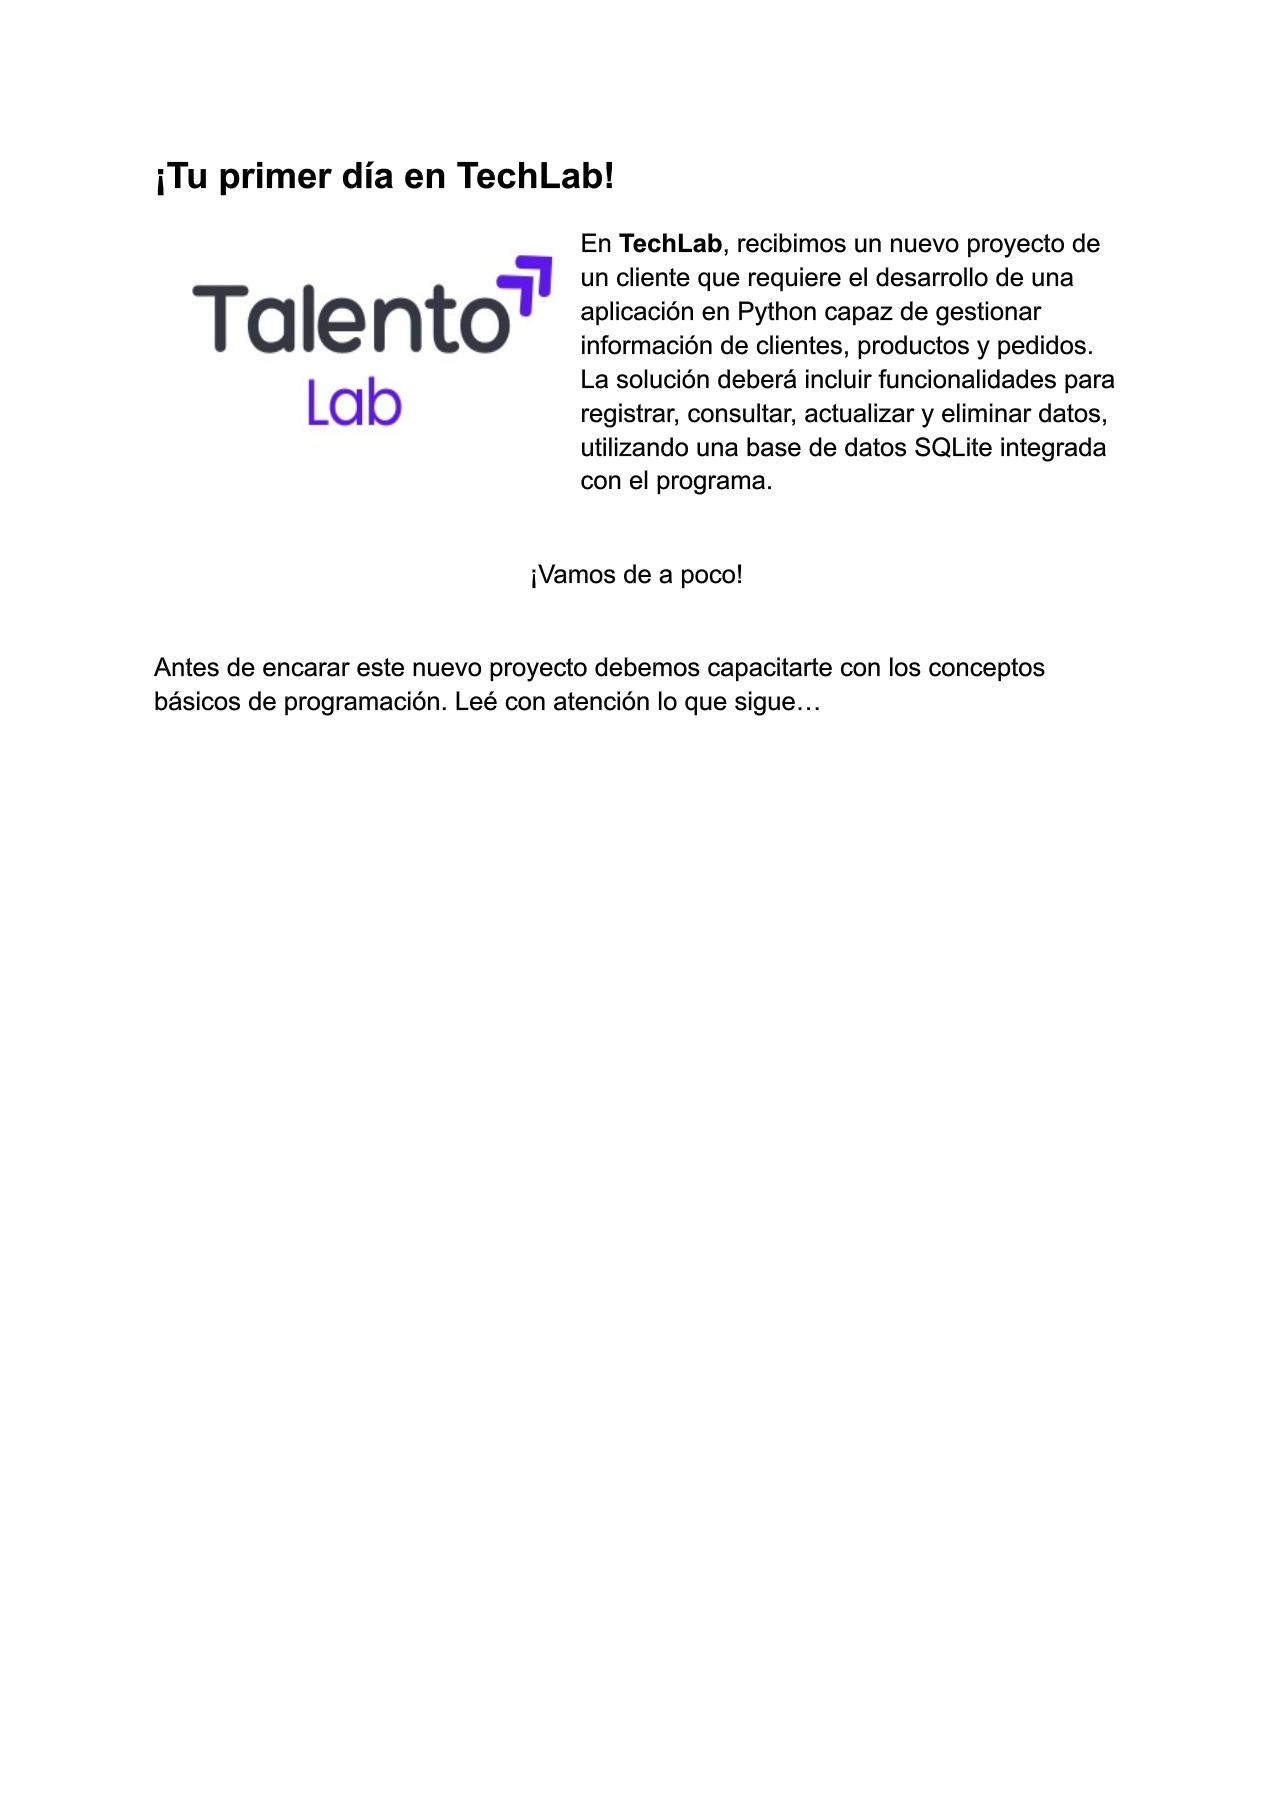 ¡Tu primer día en TechLab!
Talento
Lab
En TechLab, recibimos un nuevo proyecto de
un cliente que requiere el desarrollo de una
aplicación en Python capaz de gestionar
información de clientes, productos y pedidos.
La solución deberá incluir funcionalidades para
registrar, consultar, actualizar y eliminar datos,
utilizando una base de datos SQLite integrada
con el programa.
¡Vamos de a poco!
Antes de encarar este nuevo proyecto debemos capacitarte con los conceptos
básicos de programación. Leé con atención lo que sigue…